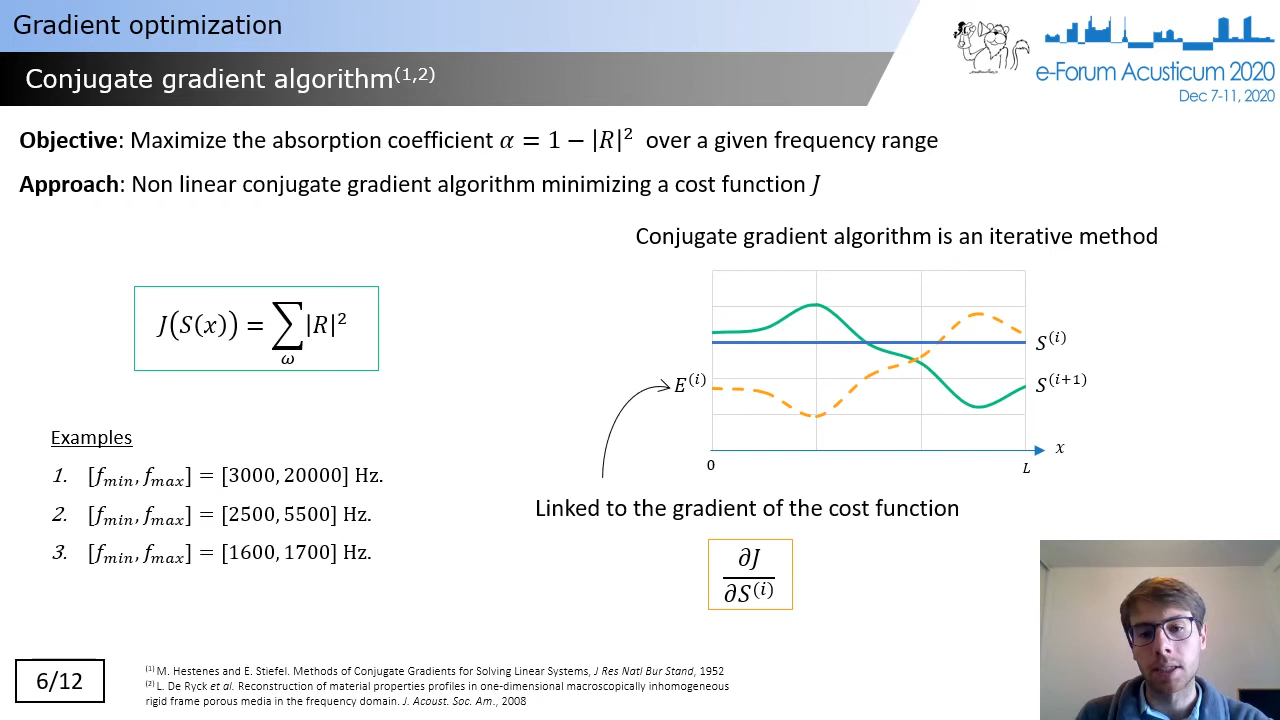 Gradient optimization
Conjugate gradient algorithm(1,2)
e-Forum Acusticum 2020
Dec 7-11, 2020
Objective: Maximize the absorption coefficient α = 1 − |R|² over a given frequency range
Approach: Non linear conjugate gradient algorithm minimizing a cost function J
Conjugate gradient algorithm is an iterative method
J(S(x)) = ∑ω |R|²
S(i)
E(i)
S(i+1)
x
0
L
Examples
1. [fmin, fmax] = [3000, 20000] Hz.
2. [fmin, fmax] = [2500, 5500] Hz.
3. [fmin, fmax] = [1600, 1700] Hz.
Linked to the gradient of the cost function
∂J
∂S(i)
6/12
(1) M. Hestenes and E. Stiefel. Methods of Conjugate Gradients for Solving Linear Systems, J Res Natl Bur Stand, 1952
(2) L. De Ryck et al. Reconstruction of material properties profiles in one-dimensional macroscopically inhomogeneous
rigid frame porous media in the frequency domain. J. Acoust. Soc. Am., 2008